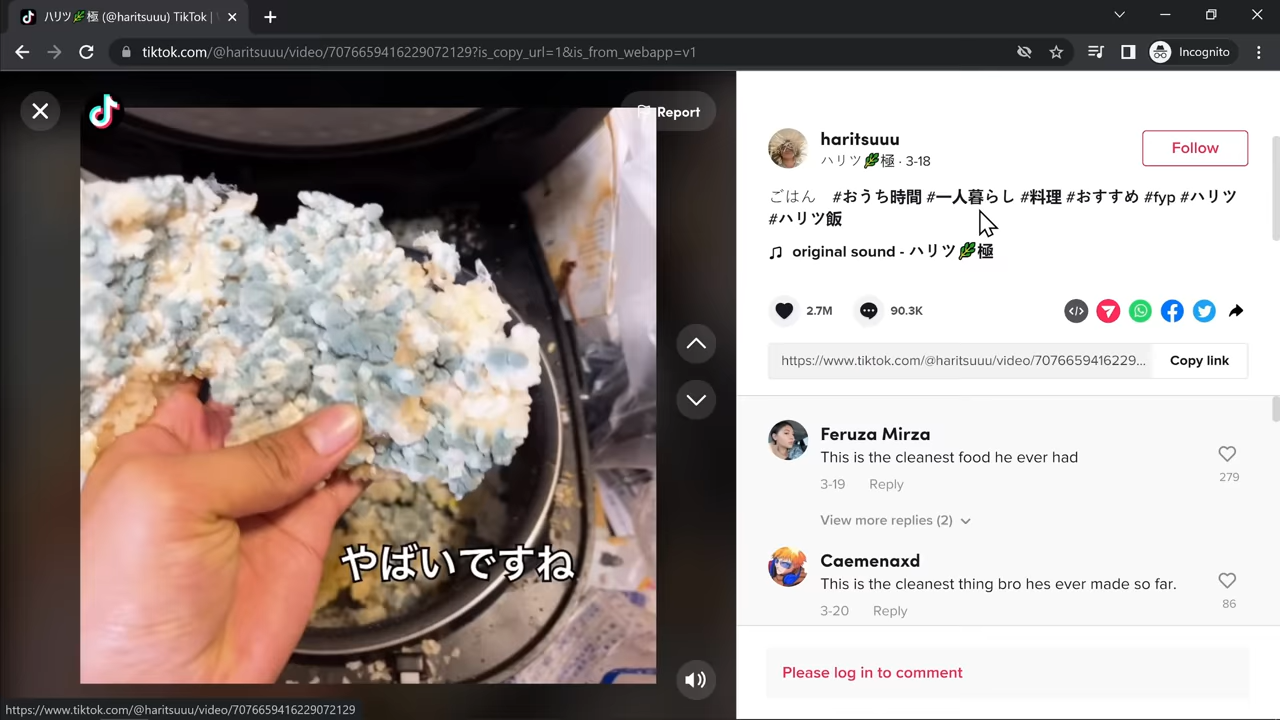 ハリツ🌿極 (@haritsuuu) TikTok |
tiktok.com/@haritsuuu/video/7076659416229072129?is_copy_url=1&is_from_webapp=v1
Incognito
Report
やばいですね
haritsuuu
ハリツ🌿極 · 3-18
Follow
ごはん #おうち時間 #一人暮らし #料理 #おすすめ #fyp #ハリツ
#ハリツ飯
original sound - ハリツ🌿極
2.7M
90.3K
https://www.tiktok.com/@haritsuuu/video/7076659416229...
Copy link
Feruza Mirza
This is the cleanest food he ever had
279
3-19 Reply
View more replies (2)
Caemenaxd
This is the cleanest thing bro hes ever made so far.
86
3-20 Reply
Please log in to comment
https://www.tiktok.com/@haritsuuu/video/7076659416229072129